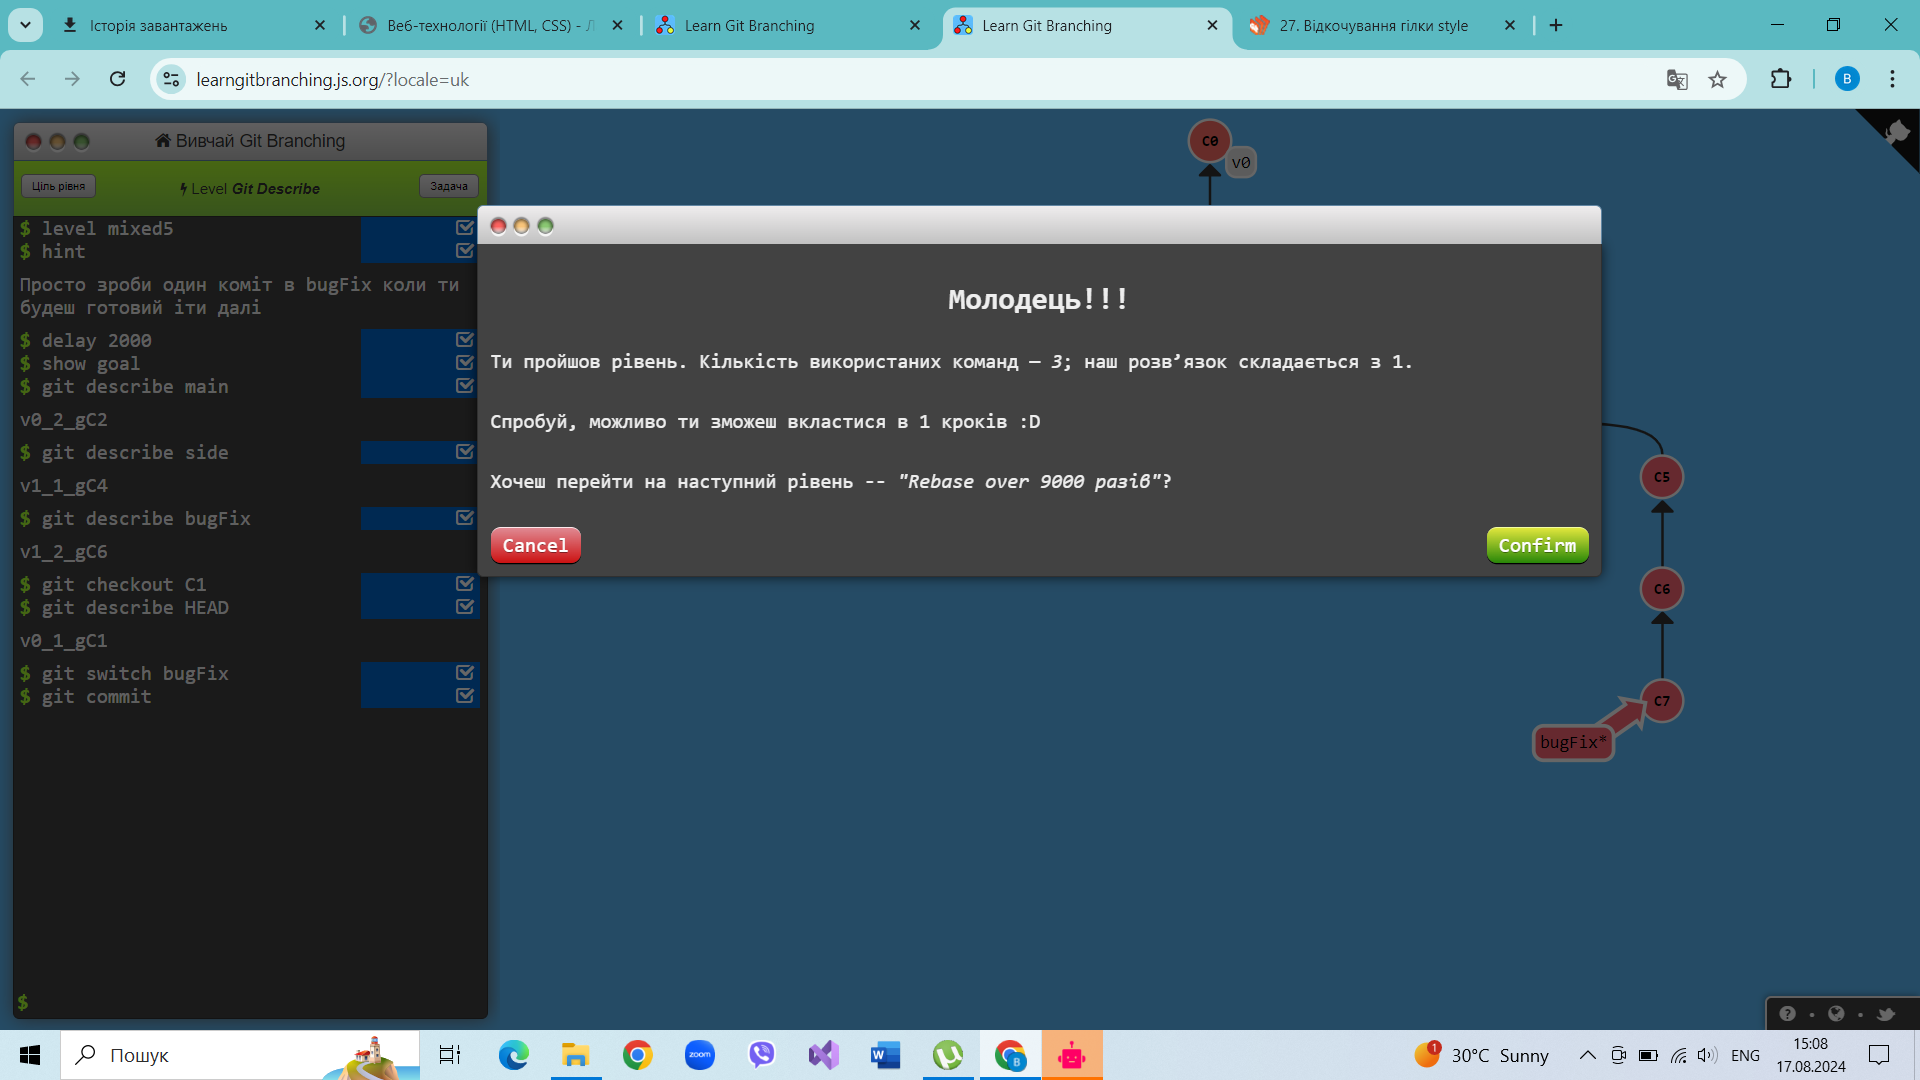 Історія завантажень
Веб-технології (HTML, CSS) - Л
Learn Git Branching
Learn Git Branching
27. Відкочування гілки style
learngitbranching.js.org/?locale=uk
B
Вивчай Git Branching
Ціль рівня
Level Git Describe
Задача
$ level mixed5
$ hint
Просто зроби один коміт в bugFix коли ти
будеш готовий іти далі
$ delay 2000
$ show goal
$ git describe main
v0_2_gC2
$ git describe side
v1_1_gC4
$ git describe bugFix
v1_2_gC6
$ git checkout C1
$ git describe HEAD
v0_1_gC1
$ git switch bugFix
$ git commit
$
C0
v0
Молодець!!!
Ти пройшов рівень. Кількість використаних команд — 3; наш розв’язок складається з 1.
Спробуй, можливо ти зможеш вкластися в 1 кроків :D
Хочеш перейти на наступний рівень -- "Rebase over 9000 разів"?
Cancel
Confirm
C5
C6
C7
bugFix*
Пошук
zoom
W
B
1
30°C Sunny
ENG
15:08
17.08.2024